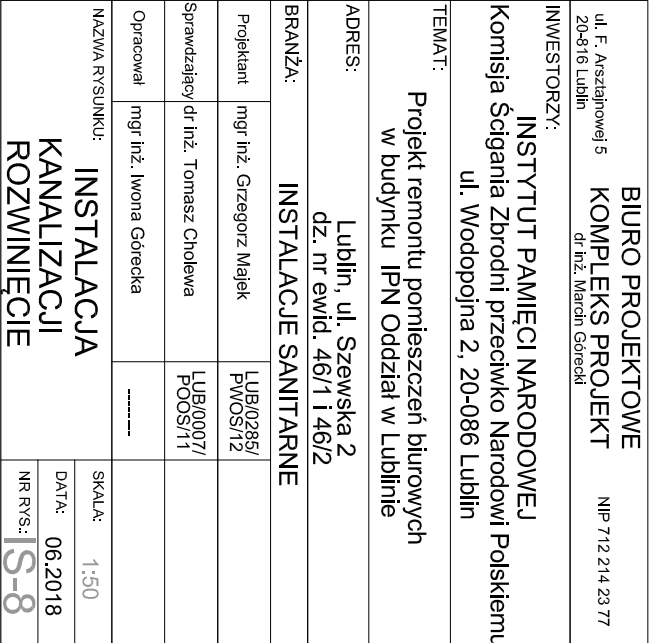 BIURO PROJEKTOWE
KOMPLEKS PROJEKT
dr inż. Marcin Górecki
ul. F. Arsztajnowej 5
20-816 Lublin
NIP 712 214 23 77
INWESTORZY:
INSTYTUT PAMIĘCI NARODOWEJ
Komisja Ścigania Zbrodni przeciwko Narodowi Polskiemu
ul. Wodopojna 2, 20-086 Lublin
TEMAT:
Projekt remontu pomieszczeń biurowych
w budynku IPN Oddział w Lublinie
ADRES:
Lublin, ul. Szewska 2
dz. nr ewid. 46/1 i 46/2
BRANŻA:
INSTALACJE SANITARNE
Projektant mgr inż. Grzegorz Majek LUB/0285/
PWOS/12
Sprawdzający dr inż. Tomasz Cholewa LUB/0007/
POOS/11
Opracował mgr inż. Iwona Górecka --------
NAZWA RYSUNKU:
INSTALACJA
KANALIZACJI
ROZWINIĘCIE
SKALA: 1:50
DATA: 06.2018
NR RYS.: IS-8